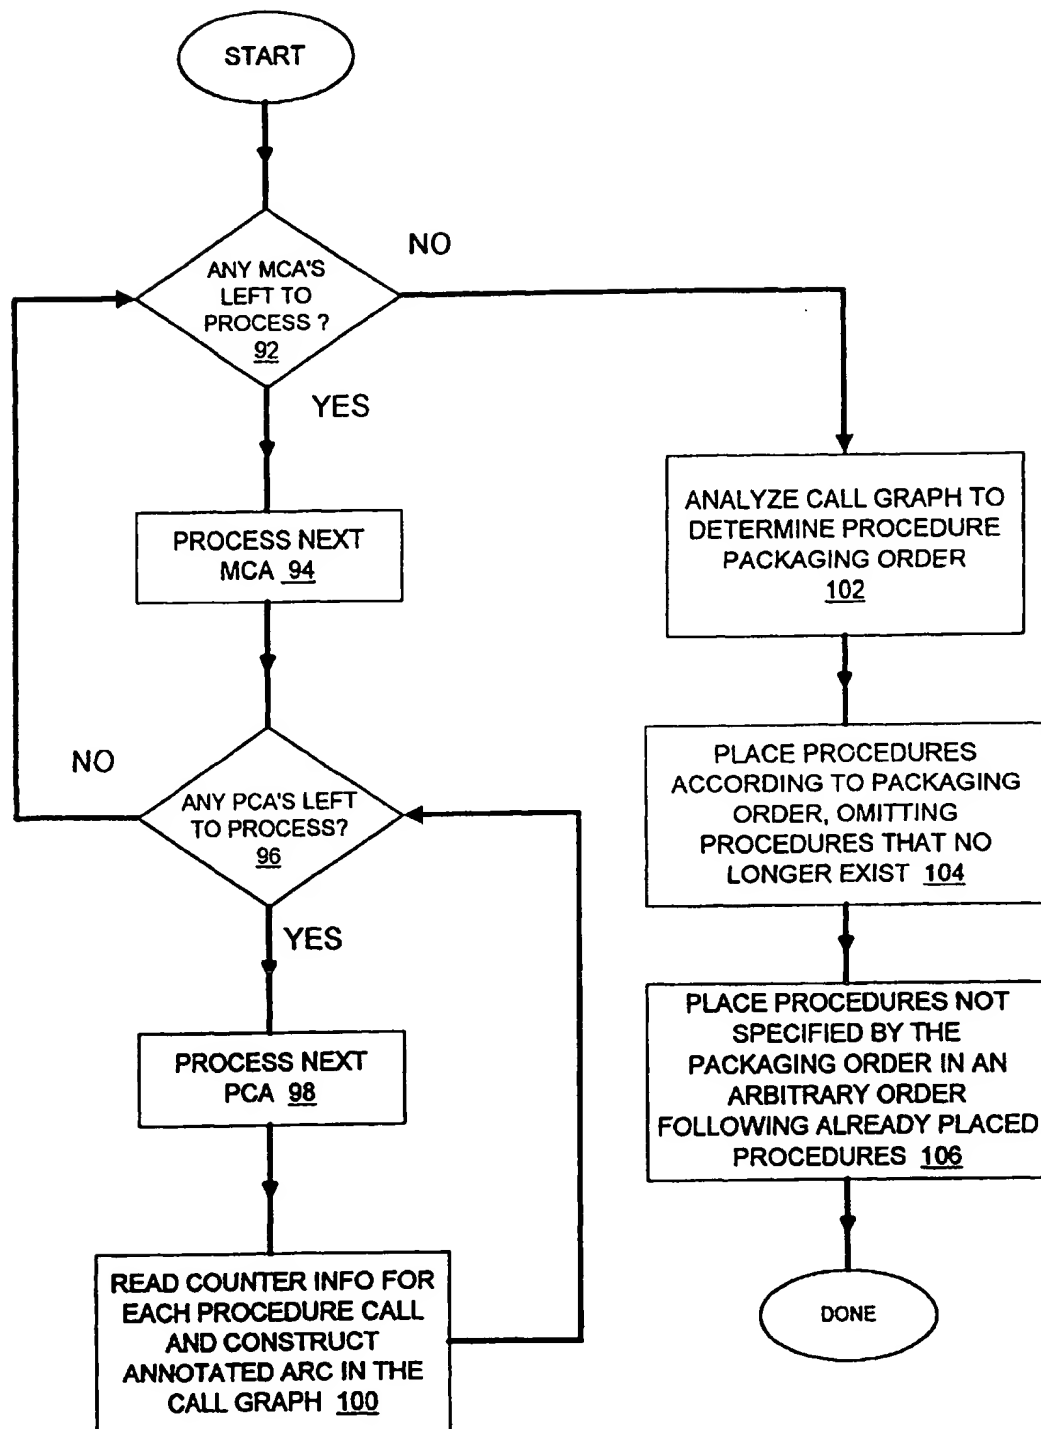 START
ANY MCA'S
LEFT TO
PROCESS ?
92
NO
YES
PROCESS NEXT
MCA 94
NO
ANY PCA'S LEFT
TO PROCESS?
96
YES
PROCESS NEXT
PCA 98
READ COUNTER INFO FOR
EACH PROCEDURE CALL
AND CONSTRUCT
ANNOTATED ARC IN THE
CALL GRAPH 100
ANALYZE CALL GRAPH TO
DETERMINE PROCEDURE
PACKAGING ORDER
102
PLACE PROCEDURES
ACCORDING TO PACKAGING
ORDER, OMITTING
PROCEDURES THAT NO
LONGER EXIST 104
PLACE PROCEDURES NOT
SPECIFIED BY THE
PACKAGING ORDER IN AN
ARBITRARY ORDER
FOLLOWING ALREADY PLACED
PROCEDURES 106
DONE